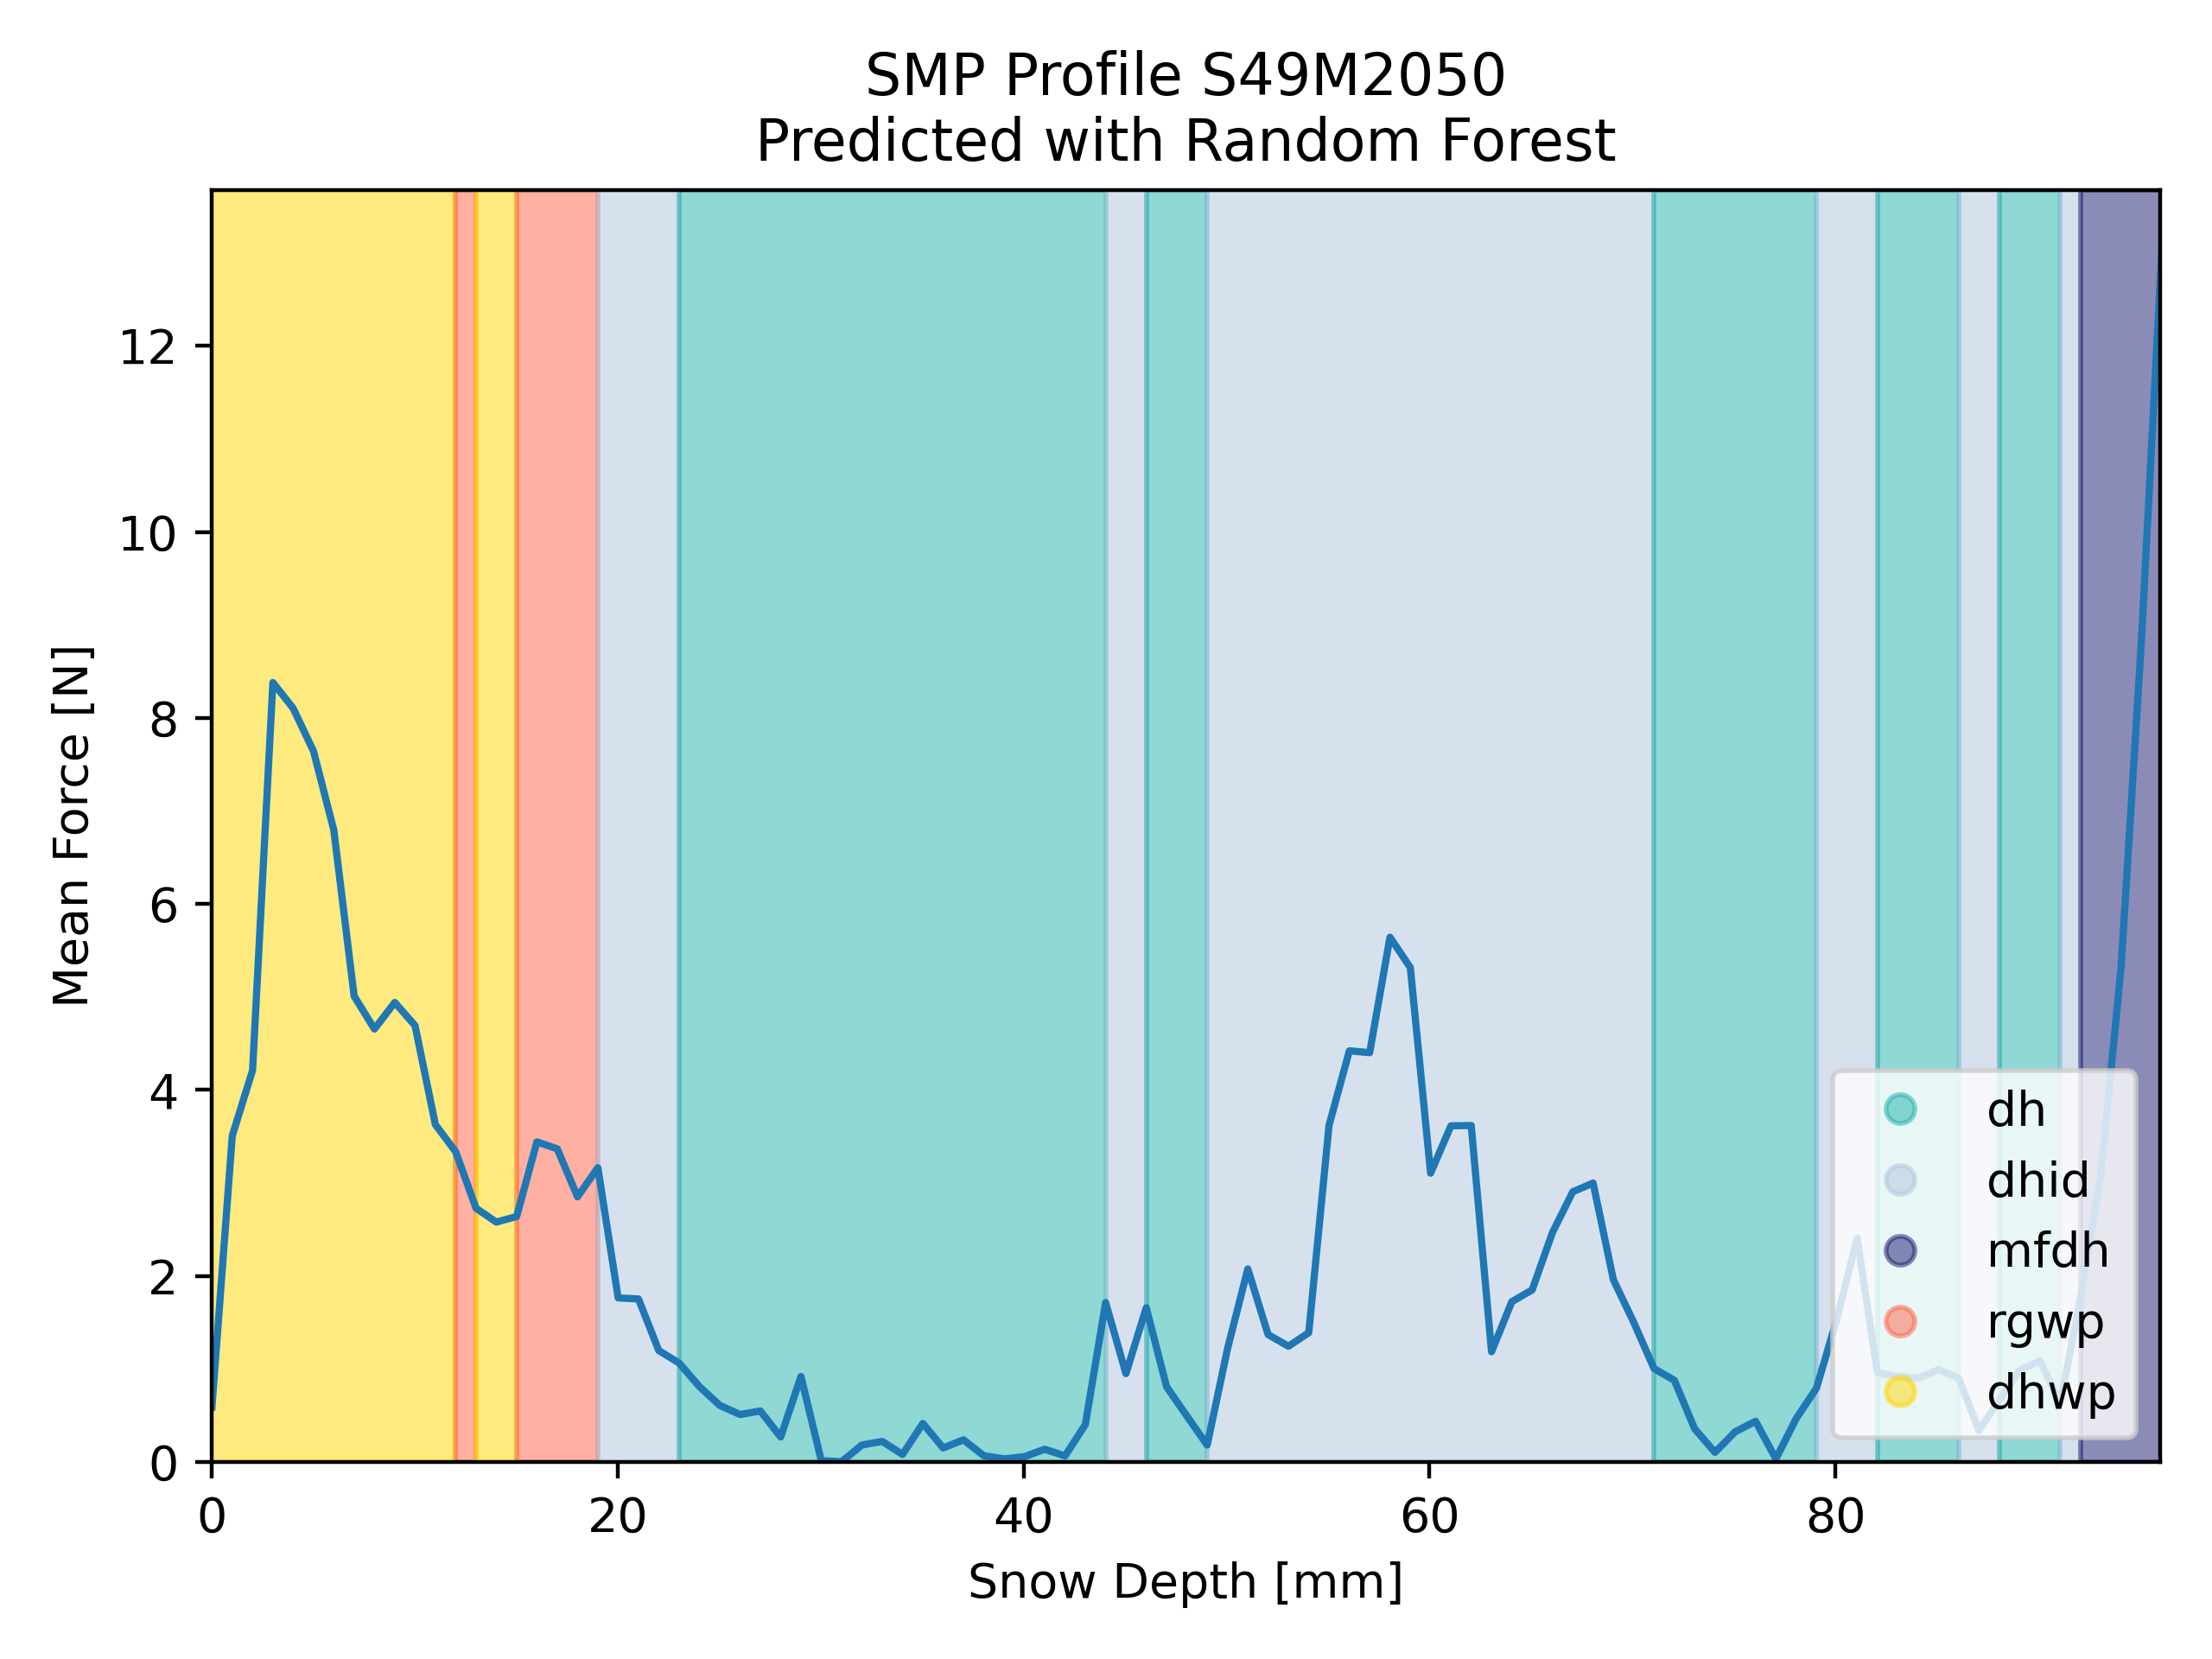 SMP Profile S49M2050
Predicted with Random Forest
Mean Force [N]
12
10
8
6
4
2
0
0 20 40 60 80
Snow Depth [mm]
dh
dhid
mfdh
rgwp
dhwp